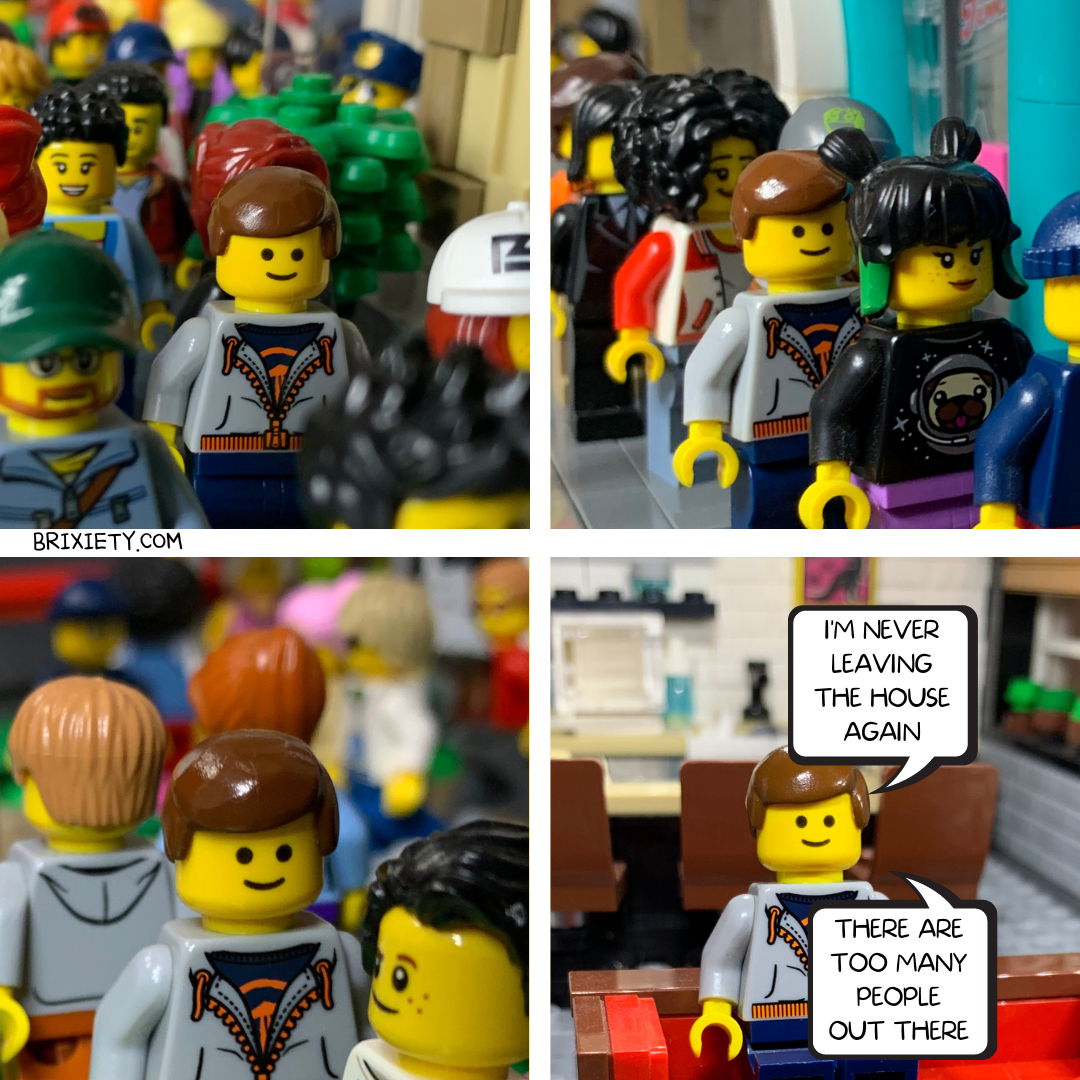 BRIXIETY.COM
I'M NEVER
LEAVING
THE HOUSE
AGAIN
THERE ARE
TOO MANY
PEOPLE
OUT THERE